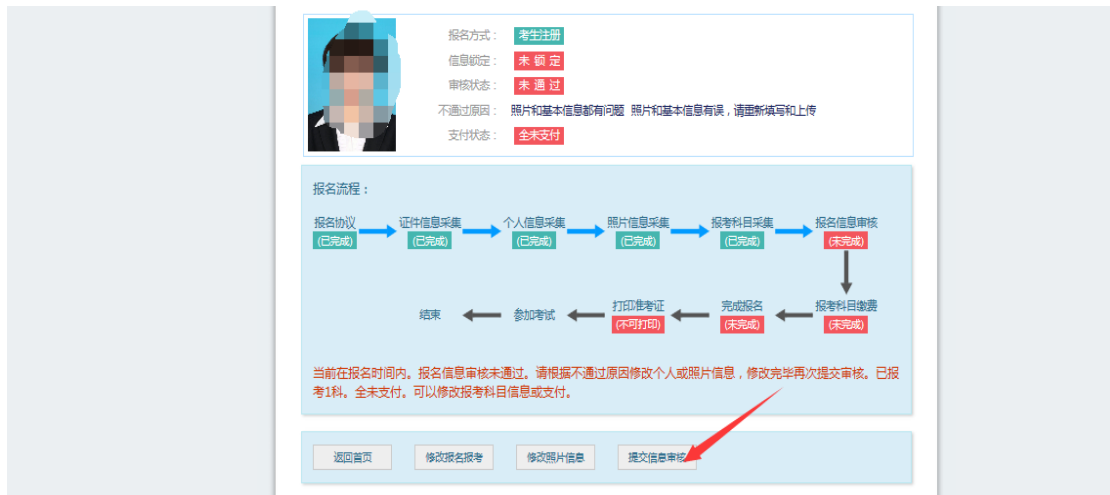 报名方式： 考生注册
信息锁定： 未 锁 定
审核状态： 未 通 过
不通过原因： 照片和基本信息都有问题 照片和基本信息有误，请重新填写和上传
支付状态： 全未支付
报名流程：
报名协议 证件信息采集 个人信息采集 照片信息采集 报考科目采集 报名信息审核
(已完成) (已完成) (已完成) (已完成) (已完成) (未完成)
结束 参加考试 打印准考证 完成报名 报考科目缴费
(不可打印) (未完成) (未完成)
当前在报名时间内。报名信息审核未通过。请根据不通过原因修改个人或照片信息，修改完毕再次提交审核。已报
考1科。全未支付。可以修改报考科目信息或支付。
返回首页 修改报名报考 修改照片信息 提交信息审核